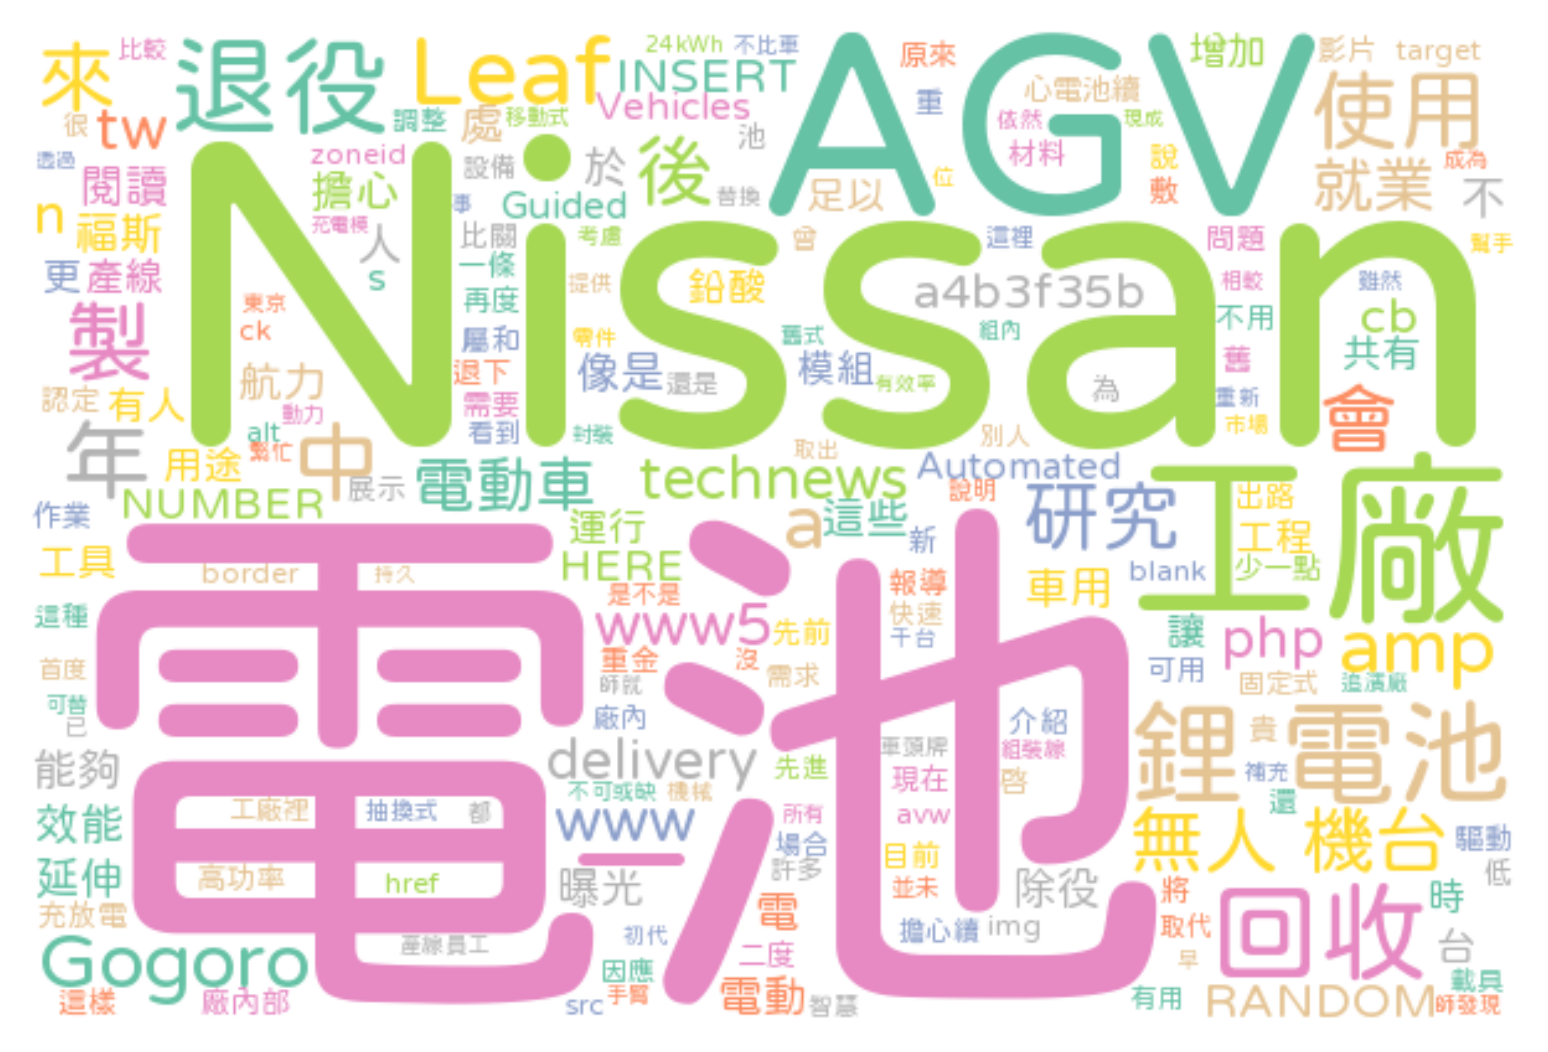 來 比較 退役 Leaf 24kWh 不比車 INSERT AGV 原來 增加 影片 target
很 tw 調整 處 移動式 Vehicles 池 重 心電池續 使用
透過 zoneid 設備 於 後 依然 現成 材料 說 成為
閱讀 擔心 Guided 替換 足以 位 敷 就業 不
n 福斯 充電模 人 事 比關 考慮 曾 這裡 問題 幫手
更 產線 s 一條 提供 鉛酸 a4b3f35b 相較 雖然
Nissan
製 東京 ck 再度 零件 舊式 組內 不用 cb
航力 屬和 像是 還是 模組 有效率 舊 共有
認定 有人 動力 退下 需要 為 重新 會
年 alt 繁忙 中 看到 封裝 取出 別人 市場
用途 展示 電動車 technews Automated 工廠
作業 NUMBER 運行 a 這些 說明 研究 出路
工具 border 持久 HERE 新 工程
這種 電池 是不是 www5 先前 報導 快速 千台 車用 blank 少一點
首度 重金 沒 讓 php amp
可替 已 師就 需求 可用 固定式 追濱廠
能夠 廠內 delivery 先進 車頭牌 介紹 組裝線 鋰電池 貴
效能 工廠裡 抽換式 都 不可或缺 機械 現在 啓 補充 還
延伸 高功率 href www 所有 場合 avw 無人 機台 驅動
充放電 _ 曝光 許多 目前 並未 除役 將 低
Gogoro 產線員工 初代 電 擔心續 img 取代 回收 時
這樣 廠內部 因應 二度 早 台 載具
src 手臂 電動 智慧 有用 RANDOM 師發現